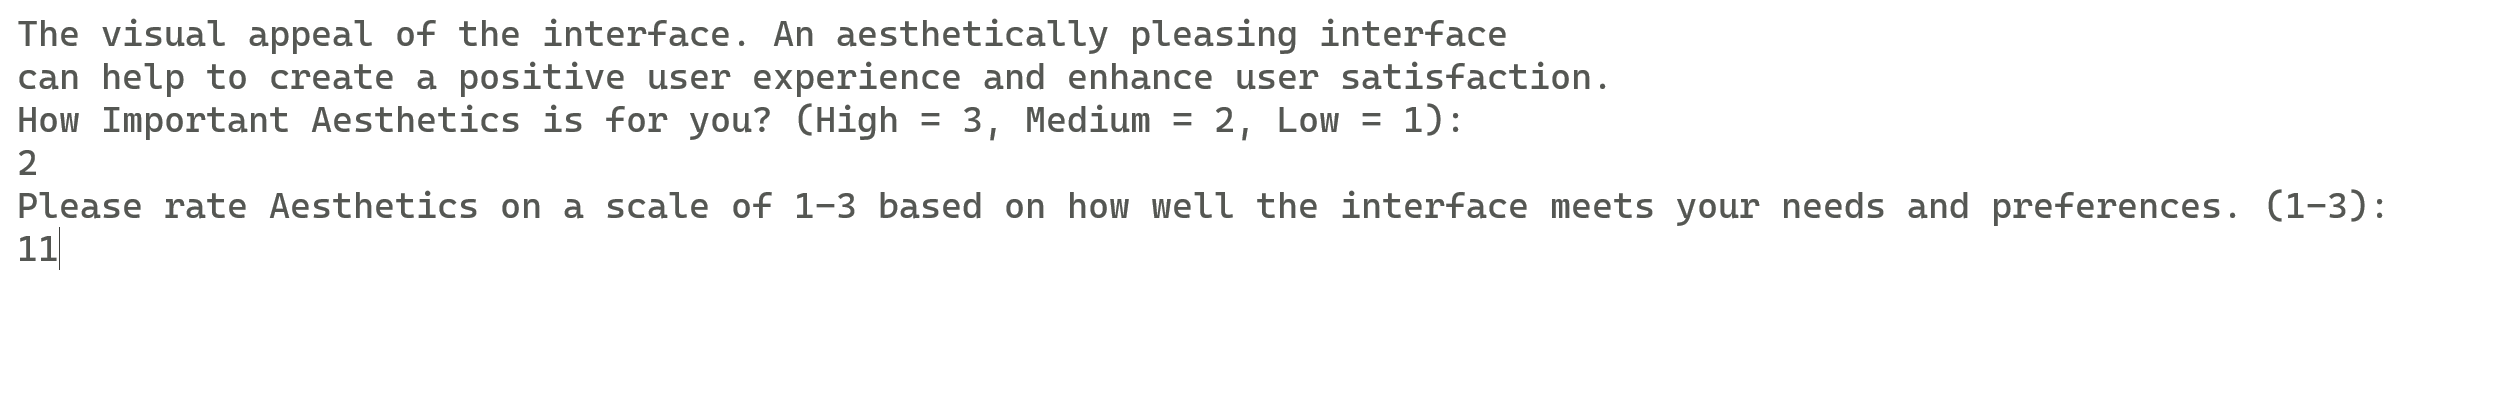 The visual appeal of the interface. An aesthetically pleasing interface
can help to create a positive user experience and enhance user satisfaction.
How Important Aesthetics is for you? (High = 3, Medium = 2, Low = 1):
2
Please rate Aesthetics on a scale of 1-3 based on how well the interface meets your needs and preferences. (1-3):
11